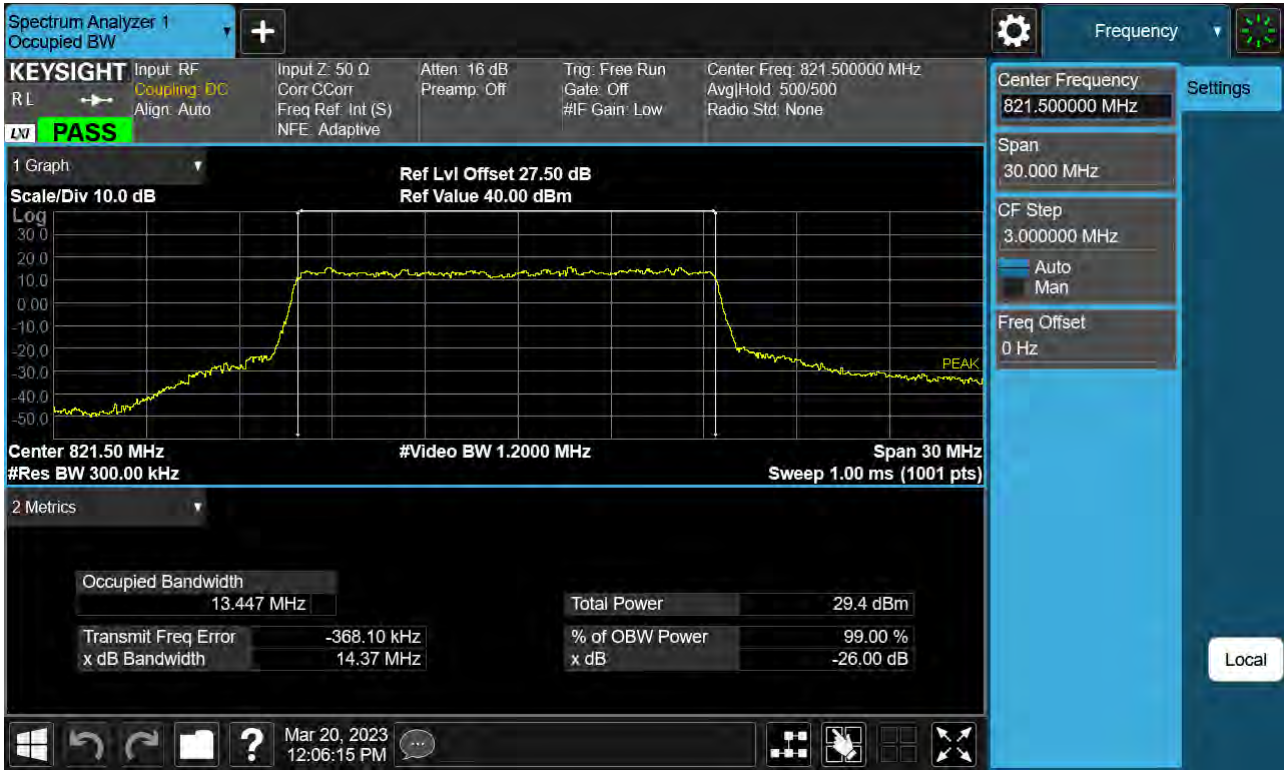 Spectrum Analyzer 1
Occupied BW
+
Frequency
KEYSIGHT
RL
LXI PASS
Input: RF
Coupling: DC
Align: Auto
Input Z: 50 Ω
Corr CCorr
Freq Ref: Int (S)
NFE: Adaptive
Atten: 16 dB
Preamp: Off
Trig: Free Run
Gate: Off
#IF Gain: Low
Center Freq: 821.500000 MHz
Avg|Hold: 500/500
Radio Std: None
Center Frequency
821.500000 MHz
Settings
Span
30.000 MHz
CF Step
3.000000 MHz
Auto
Man
Freq Offset
0 Hz
Local
1 Graph
Scale/Div 10.0 dB
Ref Lvl Offset 27.50 dB
Ref Value 40.00 dBm
Log
30.0
20.0
10.0
0.00
-10.0
-20.0
-30.0
-40.0
-50.0
PEAK
Center 821.50 MHz
#Video BW 1.2000 MHz
Span 30 MHz
#Res BW 300.00 kHz
Sweep 1.00 ms (1001 pts)
2 Metrics
Occupied Bandwidth
13.447 MHz
Total Power 29.4 dBm
Transmit Freq Error -368.10 kHz
% of OBW Power 99.00 %
x dB Bandwidth 14.37 MHz
x dB -26.00 dB
?
Mar 20, 2023
12:06:15 PM